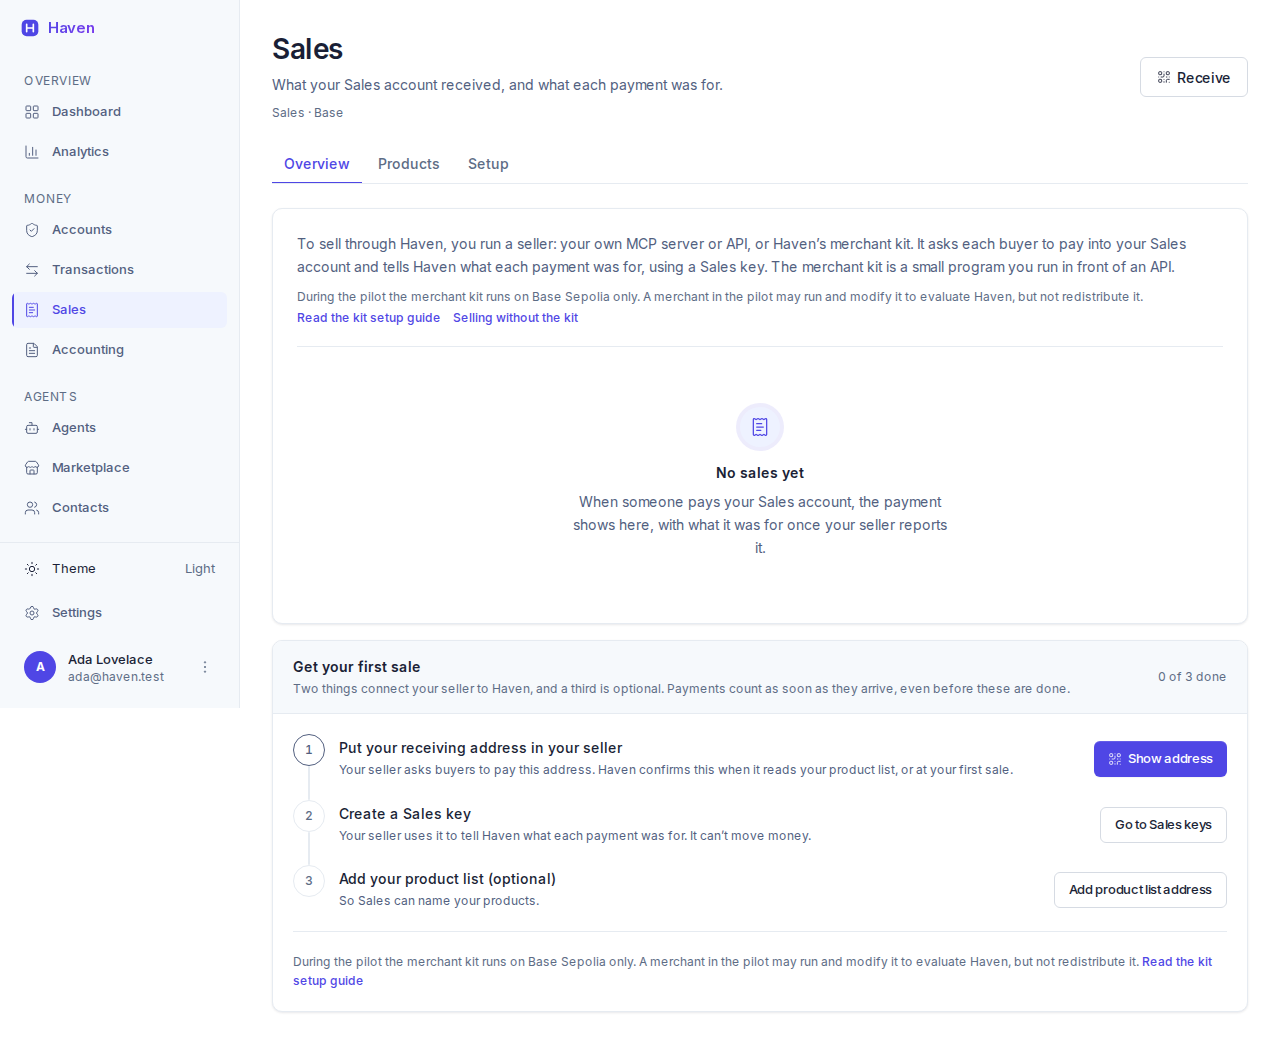 Haven
OVERVIEW
Dashboard
Analytics
MONEY
Accounts
Transactions
Sales
Accounting
AGENTS
Agents
Marketplace
Contacts
Theme Light
Settings
A
Ada Lovelace
ada@haven.test
Sales
What your Sales account received, and what each payment was for.
Sales · Base
Receive
Overview Products Setup
To sell through Haven, you run a seller: your own MCP server or API, or Haven’s merchant kit. It asks each buyer to pay into your Sales
account and tells Haven what each payment was for, using a Sales key. The merchant kit is a small program you run in front of an API.
During the pilot the merchant kit runs on Base Sepolia only. A merchant in the pilot may run and modify it to evaluate Haven, but not redistribute it.
Read the kit setup guide Selling without the kit
No sales yet
When someone pays your Sales account, the payment
shows here, with what it was for once your seller reports
it.
Get your first sale
Two things connect your seller to Haven, and a third is optional. Payments count as soon as they arrive, even before these are done.
0 of 3 done
1
Put your receiving address in your seller
Your seller asks buyers to pay this address. Haven confirms this when it reads your product list, or at your first sale.
Show address
2
Create a Sales key
Your seller uses it to tell Haven what each payment was for. It can’t move money.
Go to Sales keys
3
Add your product list (optional)
So Sales can name your products.
Add product list address
During the pilot the merchant kit runs on Base Sepolia only. A merchant in the pilot may run and modify it to evaluate Haven, but not redistribute it. Read the kit
setup guide